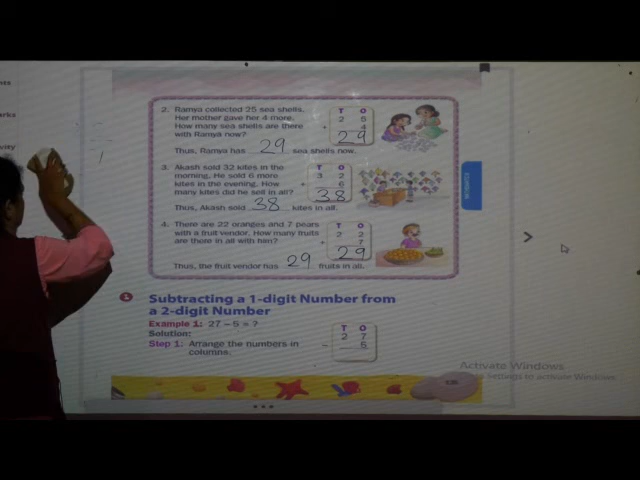 2. Ramya collected 25 sea shells.
Her mother gave her 4 more.
How many sea shells are there
with Ramya now?
T O
2 5
+ 4
29
Thus, Ramya has 29 sea shells now.
3. Akash sold 32 kites in the
morning. He sold 6 more
kites in the evening. How
many kites did he sell in all?
T O
3 2
+ 6
38
Thus, Akash sold 38 kites in all.
4. There are 22 oranges and 7 pears
with a fruit vendor. How many fruits
are there in all with him?
T O
2 2
+ 7
29
Thus, the fruit vendor has 29 fruits in all.
Subtracting a 1-digit Number from
a 2-digit Number
Example 1: 27 – 5 = ?
Solution:
Step 1: Arrange the numbers in
columns.
T O
2 7
– 5
Activate Windows
Settings to activate Windows